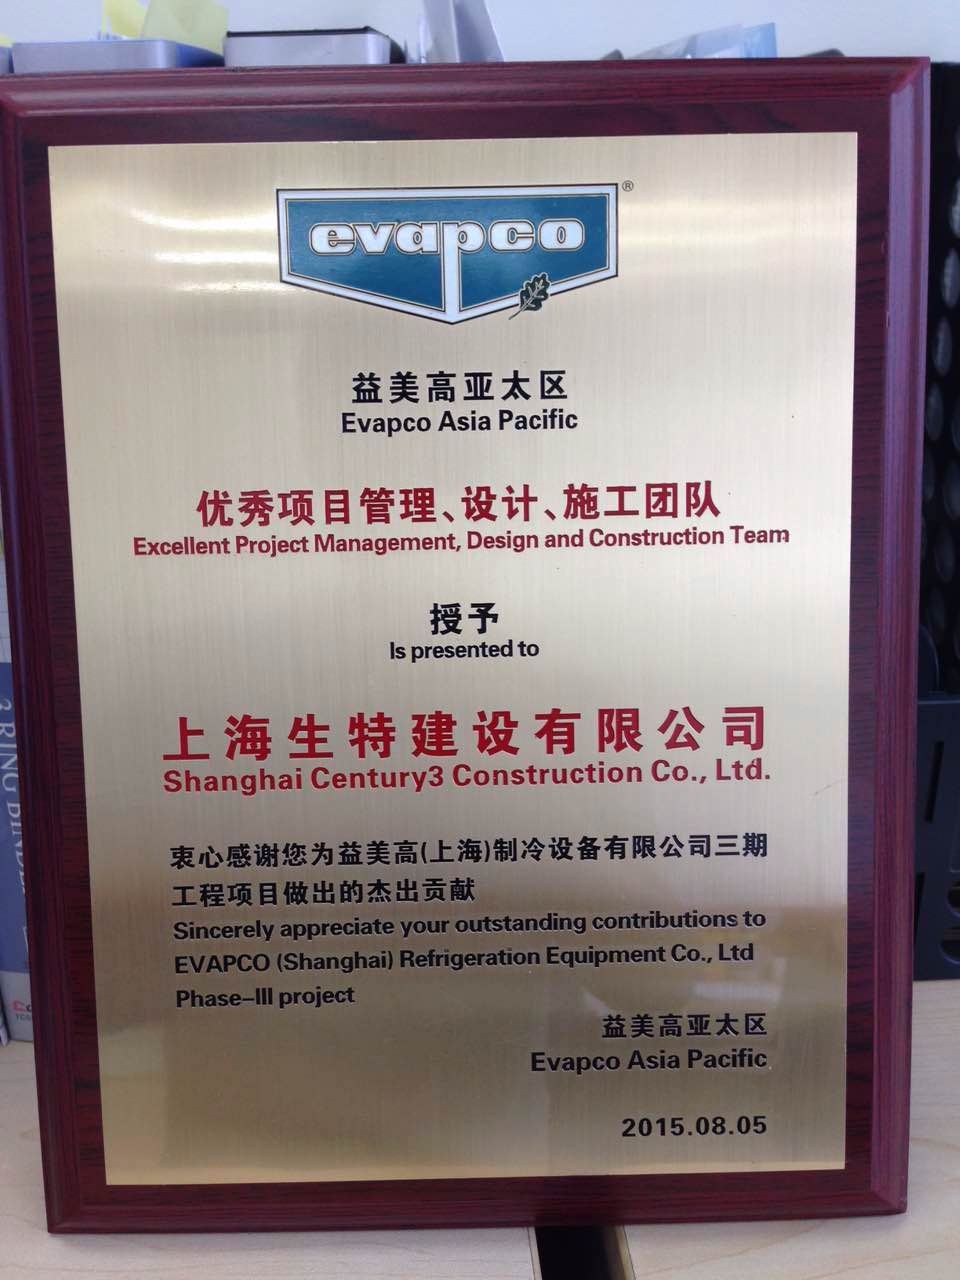 evapco®
益美高亚太区
Evapco Asia Pacific
优秀项目管理、设计、施工团队
Excellent Project Management, Design and Construction Team
授予
Is presented to
上海生特建设有限公司
Shanghai Century3 Construction Co., Ltd.
衷心感谢您为益美高(上海)制冷设备有限公司三期
工程项目做出的杰出贡献
Sincerely appreciate your outstanding contributions to
EVAPCO (Shanghai) Refrigeration Equipment Co., Ltd
Phase-III project
益美高亚太区
Evapco Asia Pacific
2015.08.05
3 RING